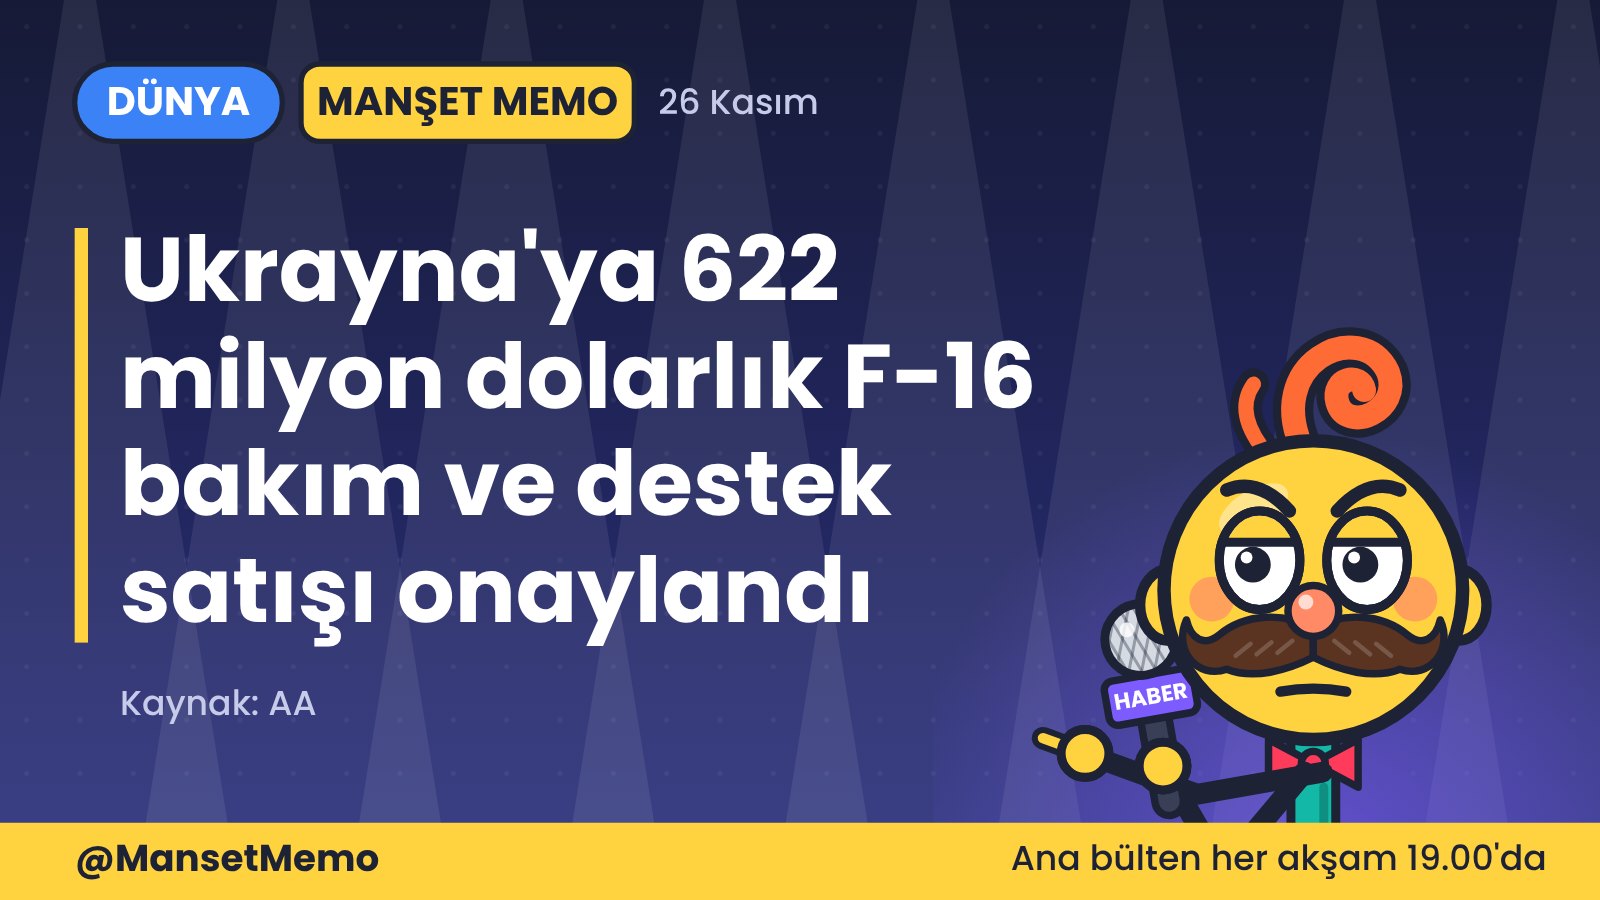 DÜNYA MANŞET MEMO 26 Kasım
Ukrayna'ya 622
milyon dolarlık F-16
bakım ve destek
satışı onaylandı
Kaynak: AA
HABER
@MansetMemo Ana bülten her akşam 19.00'da